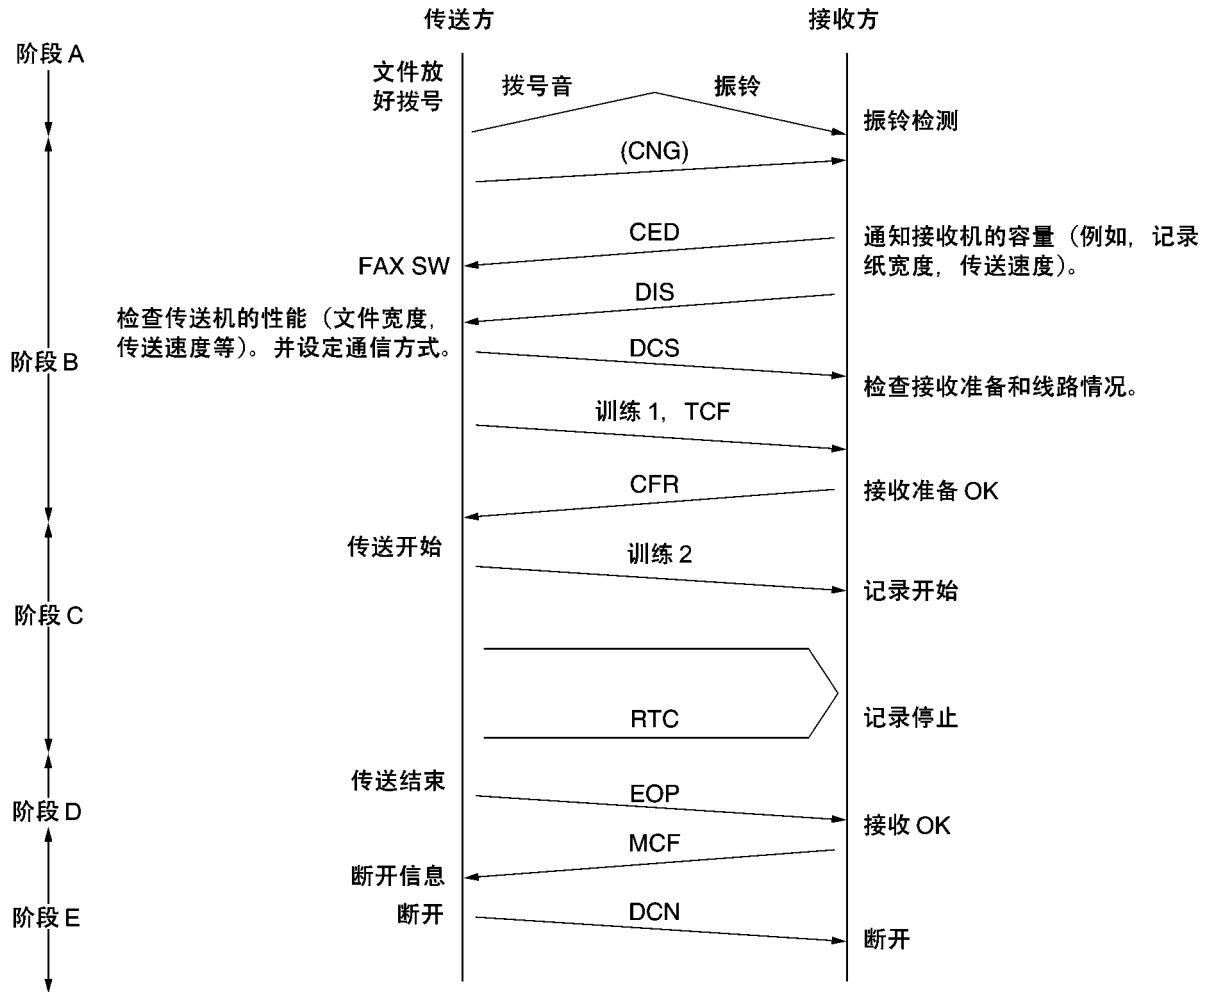 传送方
接收方
阶段 A
文件放
好拨号
拨号音
振铃
振铃检测
(CNG)
CED
通知接收机的容量（例如，记录
纸宽度，传送速度）。
FAX SW
DIS
检查传送机的性能（文件宽度，
传送速度等）。并设定通信方式。
阶段 B
DCS
检查接收准备和线路情况。
训练 1，TCF
CFR
接收准备 OK
传送开始
训练 2
记录开始
阶段 C
RTC
记录停止
传送结束
EOP
阶段 D
接收 OK
MCF
断开信息
断开
DCN
阶段 E
断开